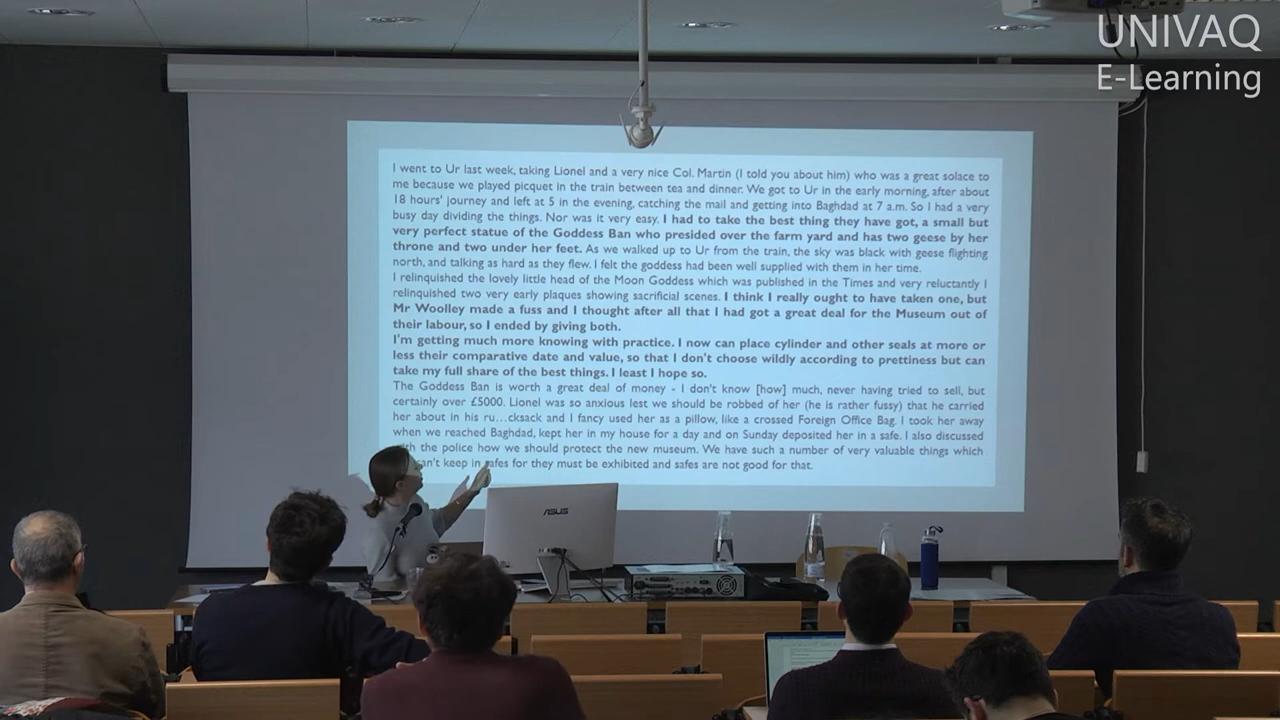 UNIVAQ
E-Learning
I went to Ur last week, taking Lionel and a very nice Col. Martin (I told you about him) who was a great solace to
me because we played picquet in the train between tea and dinner. We got to Ur in the early morning, after about
18 hours' journey and left at 5 in the evening, catching the mail and getting into Baghdad at 7 a.m. So I had a very
busy day dividing the things. Nor was it very easy. I had to take the best thing they have got, a small but
very perfect statue of the Goddess Bau who presided over the farm yard and has two geese by her
throne and two under her feet. As we walked up to Ur from the train, the sky was black with geese flighting
north, and talking as hard as they flew. I felt the goddess had been well supplied with them in her time.
I relinquished the lovely little head of the Moon Goddess which was published in the Times and very reluctantly I
relinquished two very early plaques showing sacrificial scenes. I think I really ought to have taken one, but
Mr Woolley made a fuss and I thought after all that I had got a great deal for the Museum out of
their labour, so I ended by giving both.
I'm getting much more knowing with practice. I now can place cylinder and other seals at more or
less their comparative date and value, so that I don't choose wildly according to prettiness but can
take my full share of the best things. I least I hope so.
The Goddess Ban is worth a great deal of money - I don't know [how] much, never having tried to sell, but
certainly over £5000. Lionel was so anxious lest we should be robbed of her (he is rather fussy) that he carried
her about in his ru...cksack and I fancy used her as a pillow, like a crossed Foreign Office Bag. I took her away
when we reached Baghdad, kept her in my house for a day and on Sunday deposited her in a safe. I also discussed
the police how we should protect the new museum. We have such a number of very valuable things which
can't keep in safes for they must be exhibited and safes are not good for that.
ASUS